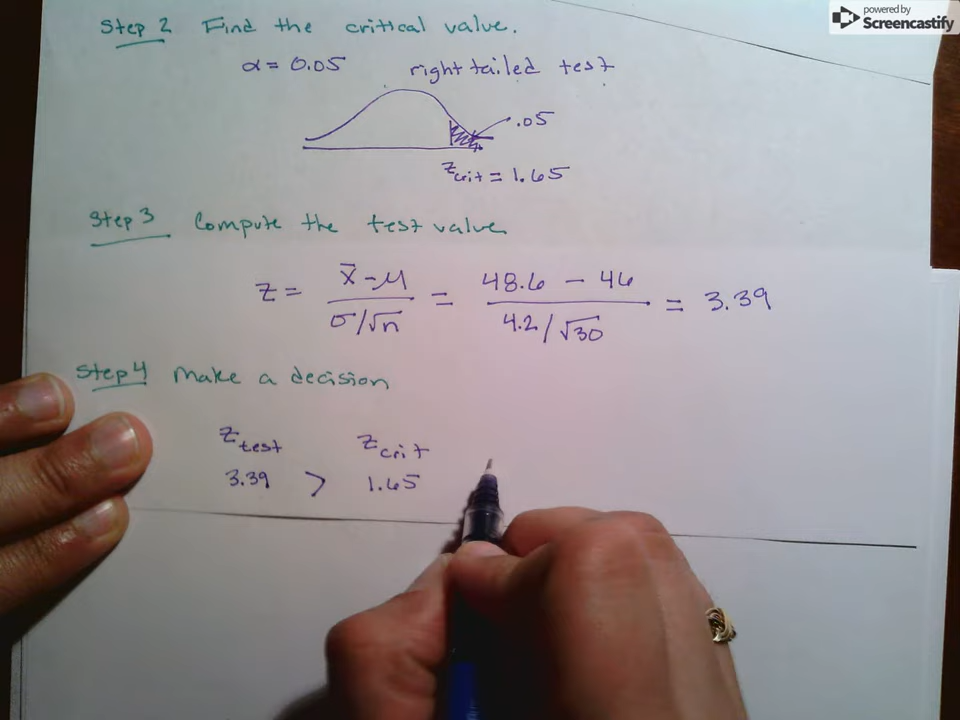 powered by
Screencastify
Step 2 Find the critical value.
α = 0.05 right tailed test
.05
Zcrit = 1.65
Step 3 Compute the test value
Z = x̄ - μ / σ/√n = 48.6 - 46 / 4.2/√30 = 3.39
Step 4 Make a decision
Ztest Zcrit
3.39 > 1.65